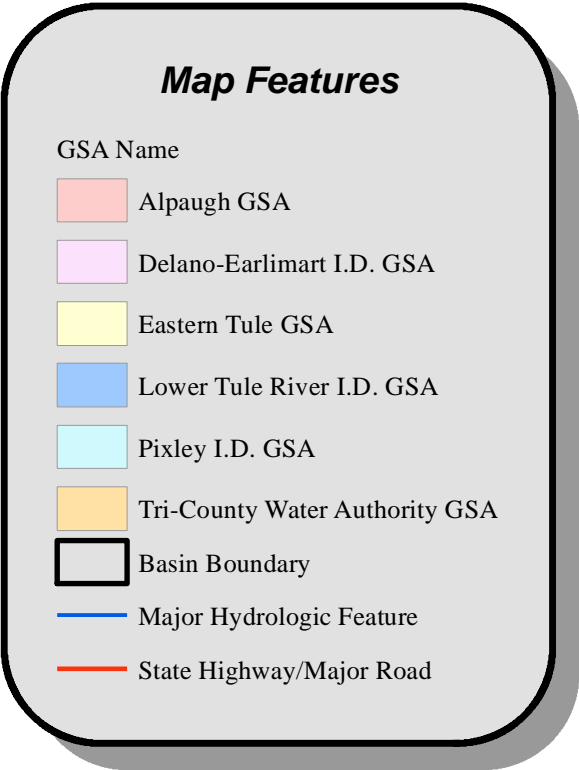 Map Features
GSA Name
Alpaugh GSA
Delano-Earlimart I.D. GSA
Eastern Tule GSA
Lower Tule River I.D. GSA
Pixley I.D. GSA
Tri-County Water Authority GSA
Basin Boundary
Major Hydrologic Feature
State Highway/Major Road